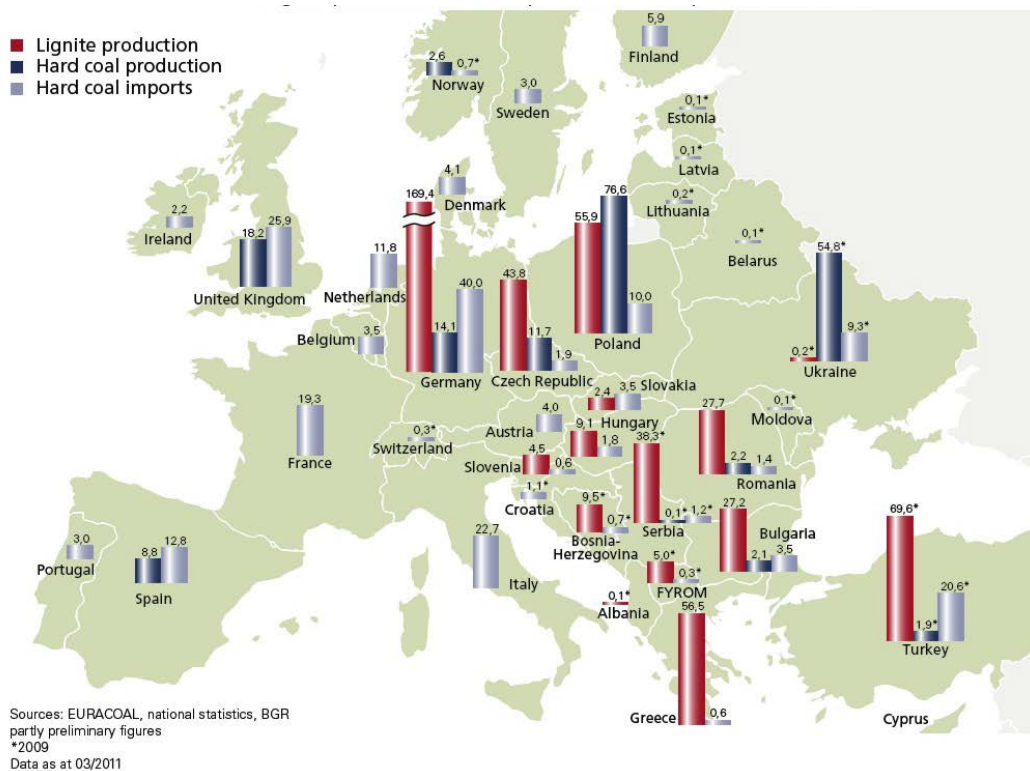 Lignite production
Hard coal production
Hard coal imports
5,9
Finland
2,6
0,7*
Norway
3,0
Sweden
0,1*
Estonia
0,1*
Latvia
0,2*
Lithuania
0,1*
Belarus
4,1
Denmark
2,2
Ireland
18,2
25,9
United Kingdom
11,8
Netherlands
3,5
Belgium
169,4
14,1
40,0
Germany
43,8
11,7
1,9
Czech Republic
55,9
76,6
10,0
Poland
0,2*
54,8*
9,3*
Ukraine
2,4
3,5
Slovakia
19,3
France
0,3*
Switzerland
4,0
Austria
9,1
1,8
Hungary
4,5
0,6
Slovenia
1,1*
Croatia
9,5*
0,7*
Bosnia-
Herzegovina
38,3*
0,1*
1,2*
Serbia
27,7
2,2
1,4
Romania
0,1*
Moldova
27,2
2,1
3,5
Bulgaria
3,0
Portugal
8,8
12,8
Spain
22,7
Italy
5,0*
0,3*
FYROM
0,1*
Albania
56,5
0,6
Greece
69,6*
1,9*
20,6*
Turkey
Cyprus
Sources: EURACOAL, national statistics, BGR
partly preliminary figures
*2009
Data as at 03/2011